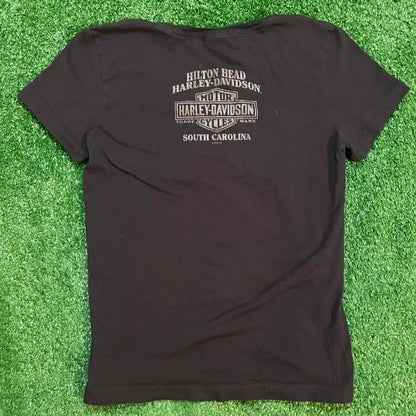 HILTON HEAD
HARLEY-DAVIDSON
MOTOR
HARLEY-DAVIDSON
CYCLES
TRADE MARK
SOUTH CAROLINA